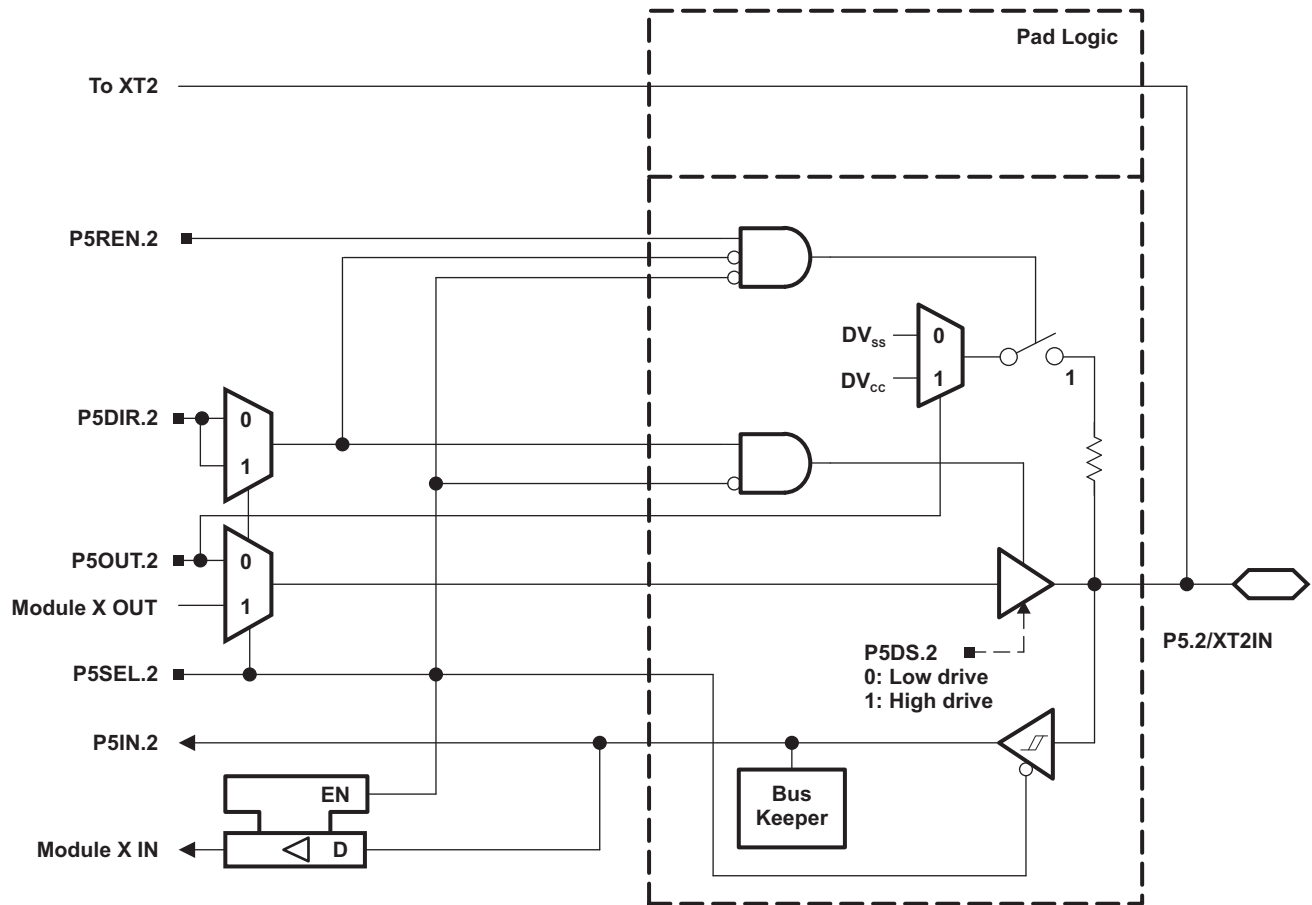 Pad Logic
To XT2
P5REN.2
DVSS
0
DVCC
1
1
P5DIR.2
0
1
P5OUT.2
0
Module X OUT
1
P5DS.2
0: Low drive
1: High drive
P5.2/XT2IN
P5SEL.2
P5IN.2
EN
Bus
Keeper
Module X IN
D